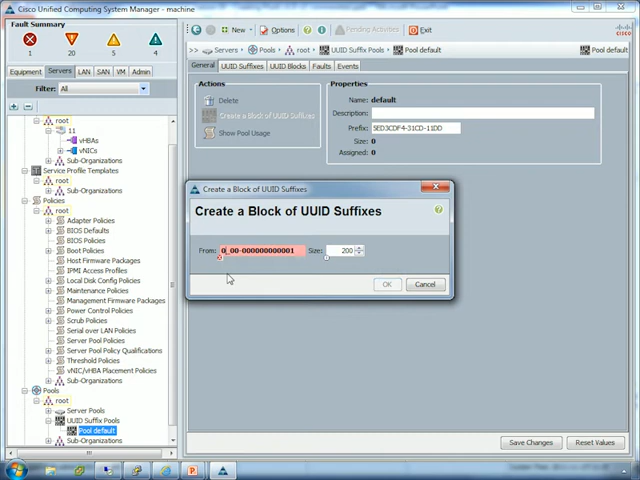 Cisco Unified Computing System Manager - machine
Fault Summary
1
20
5
4
Equipment Servers LAN SAN VM Admin
Filter: All
root
11
vHBAs
vNICs
Sub-Organizations
Service Profile Templates
root
Sub-Organizations
Policies
root
Adapter Policies
BIOS Defaults
BIOS Policies
Boot Policies
Host Firmware Packages
IPMI Access Profiles
Local Disk Config Policies
Maintenance Policies
Management Firmware Packages
Power Control Policies
Scrub Policies
Serial over LAN Policies
Server Pool Policies
Server Pool Policy Qualifications
Threshold Policies
vNIC/vHBA Placement Policies
Sub-Organizations
Pools
root
Server Pools
UUID Suffix Pools
Pool default
Sub-Organizations
New Options Pending Activities Exit
CISCO
>> Servers Pools root UUID Suffix Pools Pool default Pool default
General UUID Suffixes UUID Blocks Faults Events
Actions
Delete
Create a Block of UUID Suffixes
Show Pool Usage
Properties
Name: default
Description:
Prefix: 5ED3CDF4-31CD-11DD
Size: 0
Assigned: 0
Create a Block of UUID Suffixes
Create a Block of UUID Suffixes
From: 0_00-000000000001 Size: 200
OK Cancel
Save Changes Reset Values